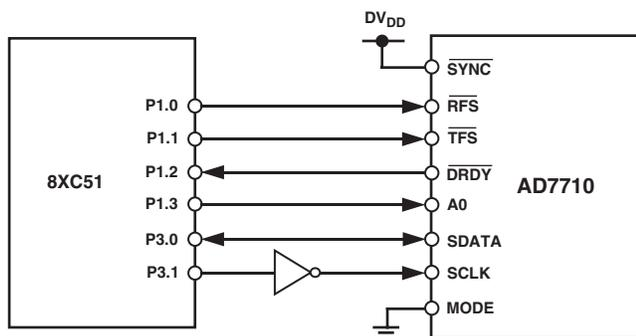 DVDD
SYNC
P1.0
RFS
P1.1
TFS
P1.2
DRDY
8XC51
AD7710
P1.3
A0
P3.0
SDATA
P3.1
SCLK
MODE